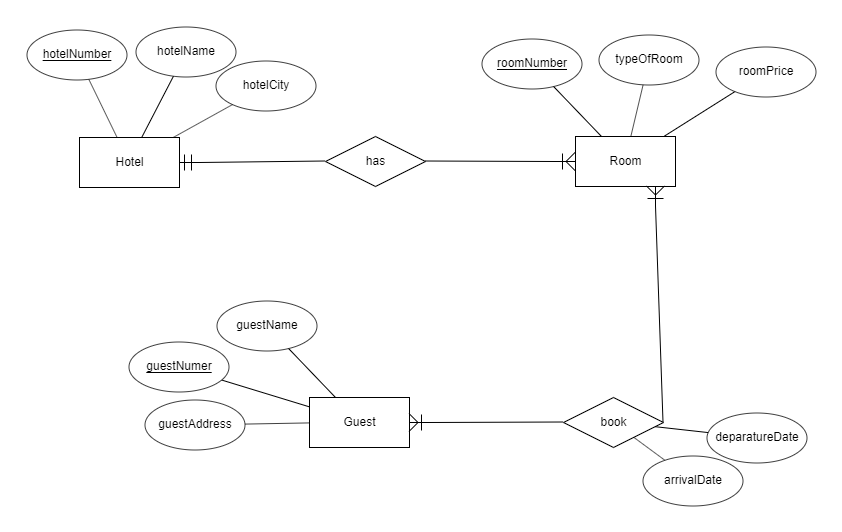 hotelNumber
hotelName
hotelCity
roomNumber
typeOfRoom
roomPrice
Hotel
has
Room
guestName
guestNumer
guestAddress
Guest
book
deparatureDate
arrivalDate